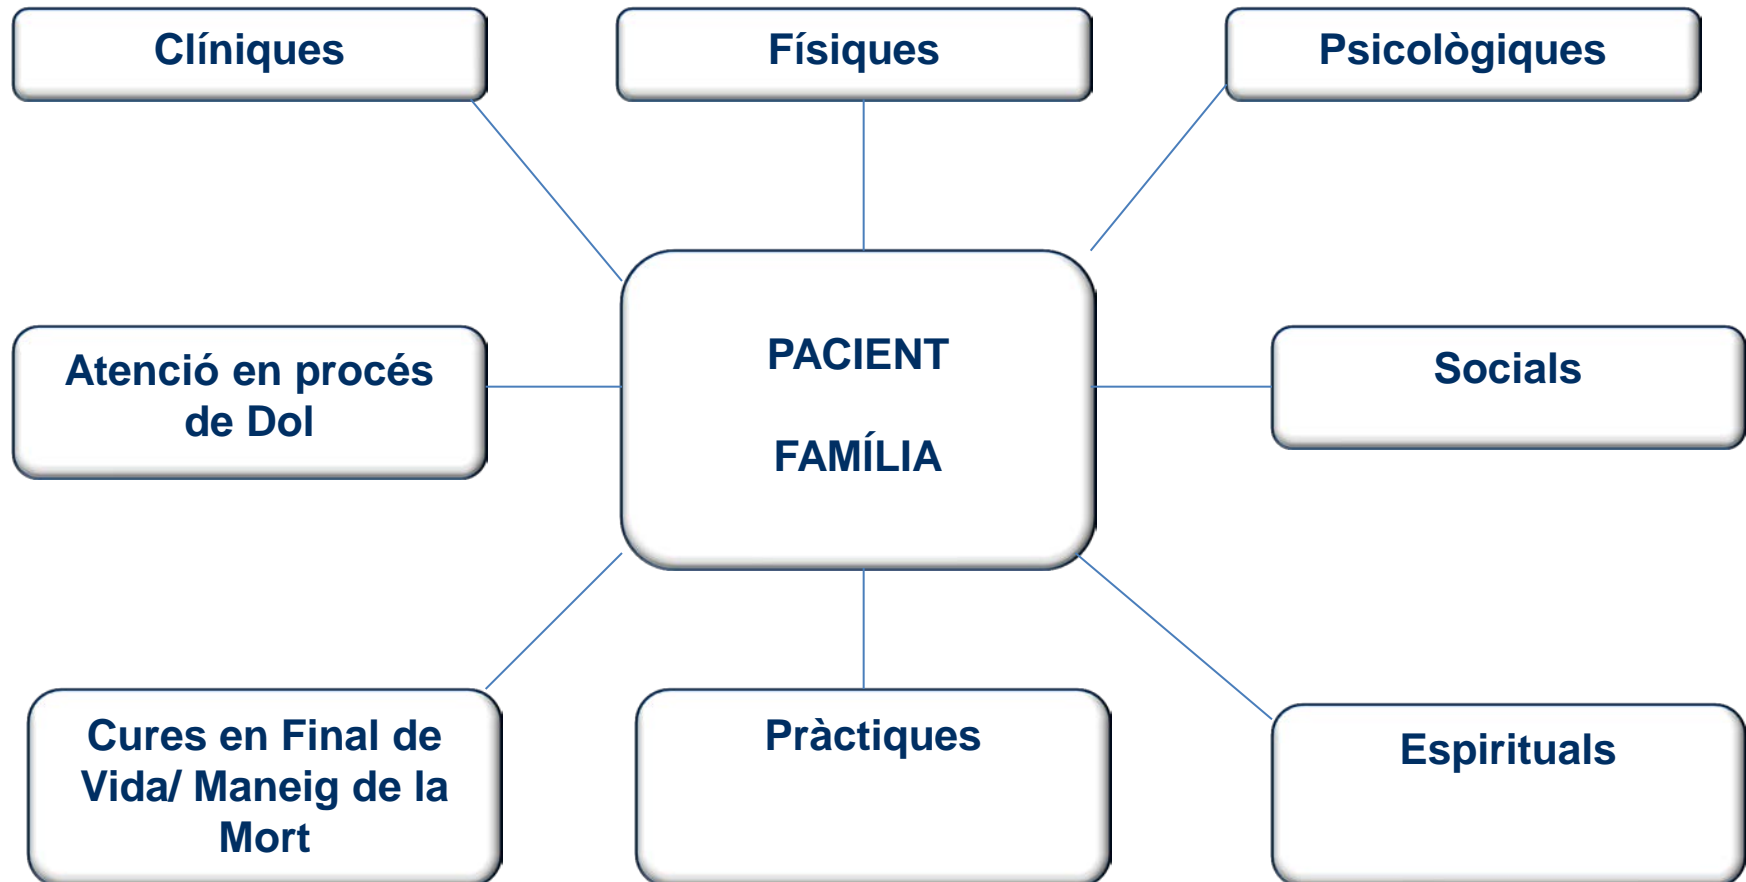 Clíniques
Físiques
Psicològiques
Atenció en procés
de Dol
PACIENT
FAMÍLIA
Socials
Cures en Final de
Vida/ Maneig de la
Mort
Pràctiques
Espirituals